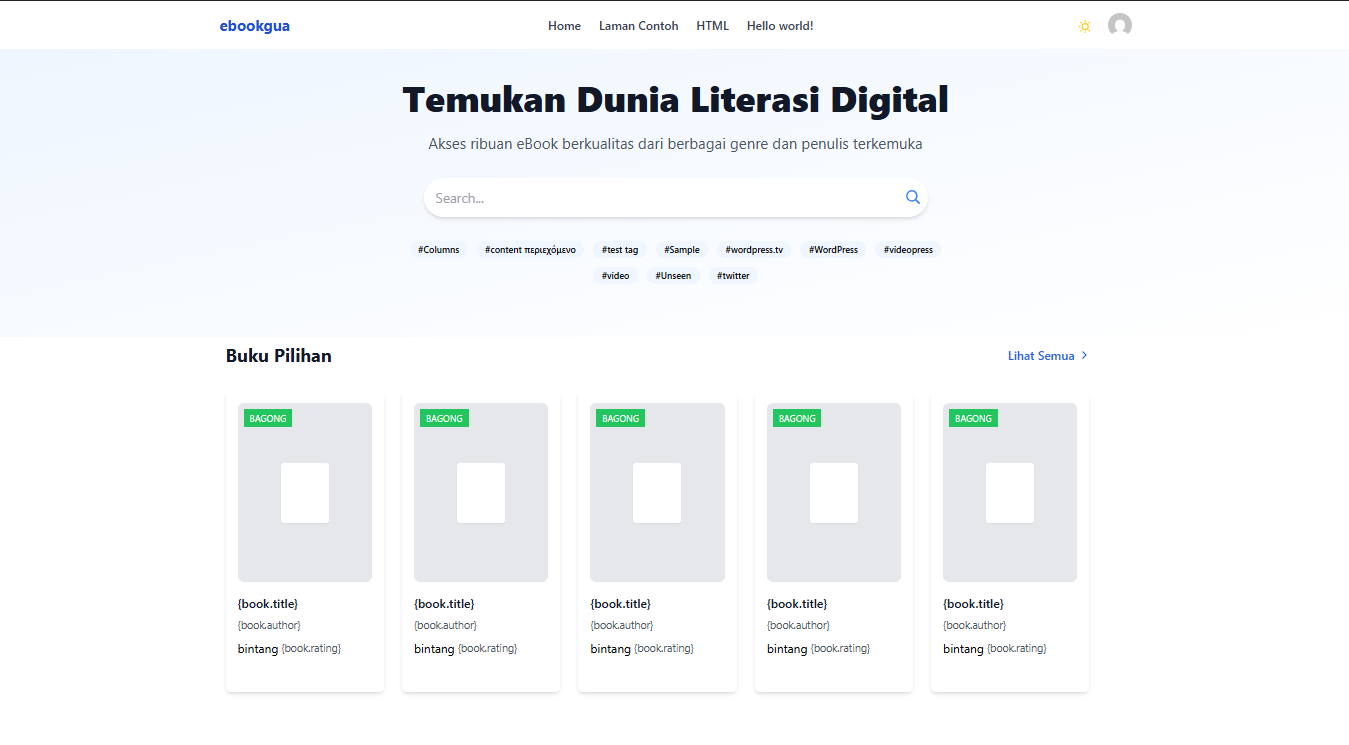 ebookgua Home Laman Contoh HTML Hello world!
Temukan Dunia Literasi Digital
Akses ribuan eBook berkualitas dari berbagai genre dan penulis terkemuka
Search...
#Columns #content περιεχόμενο #test tag #Sample #wordpress.tv #WordPress #videopress
#video #Unseen #twitter
Buku Pilihan Lihat Semua
BAGONG BAGONG BAGONG BAGONG BAGONG
{book.title} {book.title} {book.title} {book.title} {book.title}
{book.author} {book.author} {book.author} {book.author} {book.author}
bintang {book.rating} bintang {book.rating} bintang {book.rating} bintang {book.rating} bintang {book.rating}